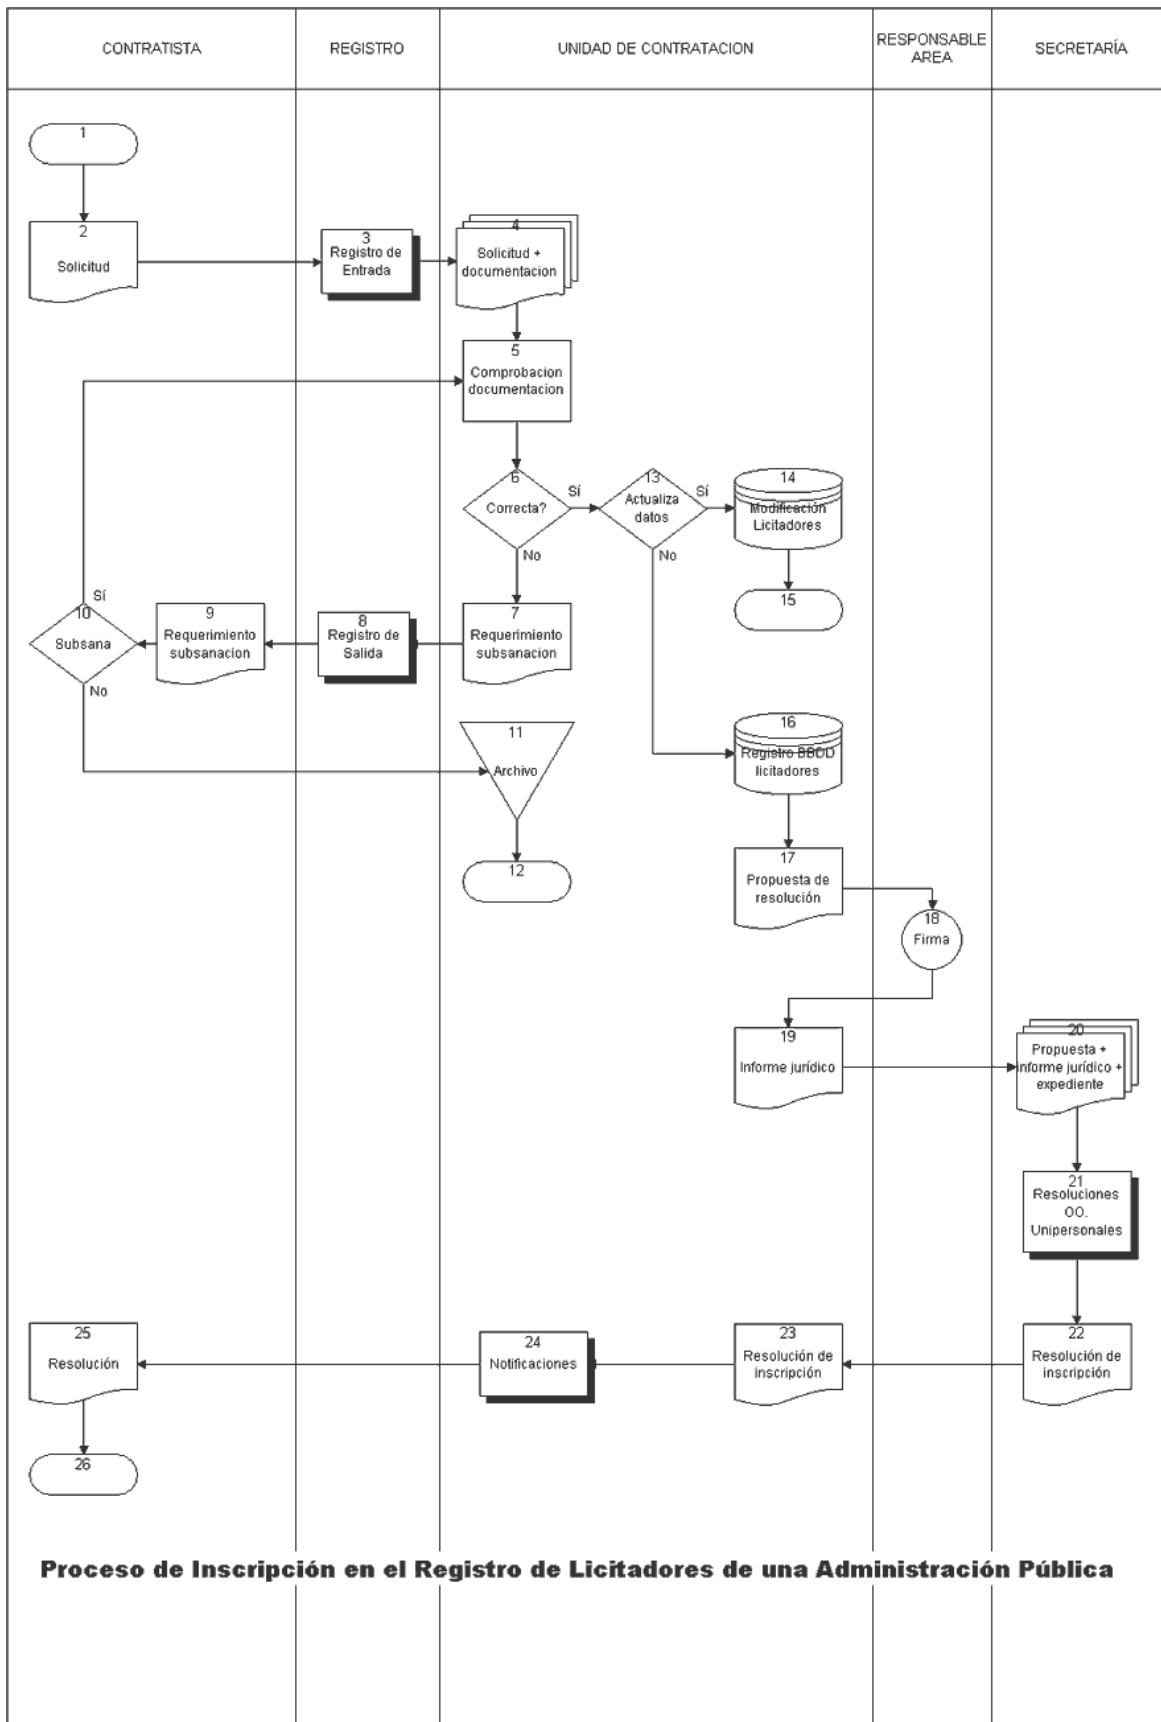 CONTRATISTA
REGISTRO
UNIDAD DE CONTRATACION
RESPONSABLE
AREA
SECRETARÍA
1
2
Solicitud
3
Registro de
Entrada
4
Solicitud +
documentacion
5
Comprobacion
documentacion
6
Correcta?
Sí
No
13
Actualiza
datos
Sí
No
14
Modificación
Licitadores
15
7
Requerimiento
subsanacion
8
Registro de
Salida
9
Requerimiento
subsanacion
10
Subsana
Sí
No
11
Archivo
12
16
Registro BBDD
licitadores
17
Propuesta de
resolución
18
Firma
19
Informe jurídico
20
Propuesta +
informe jurídico +
expediente
21
Resoluciones
OO.
Unipersonales
22
Resolución de
inscripción
23
Resolución de
inscripción
24
Notificaciones
25
Resolución
26
Proceso de Inscripción en el Registro de Licitadores de una Administración Pública